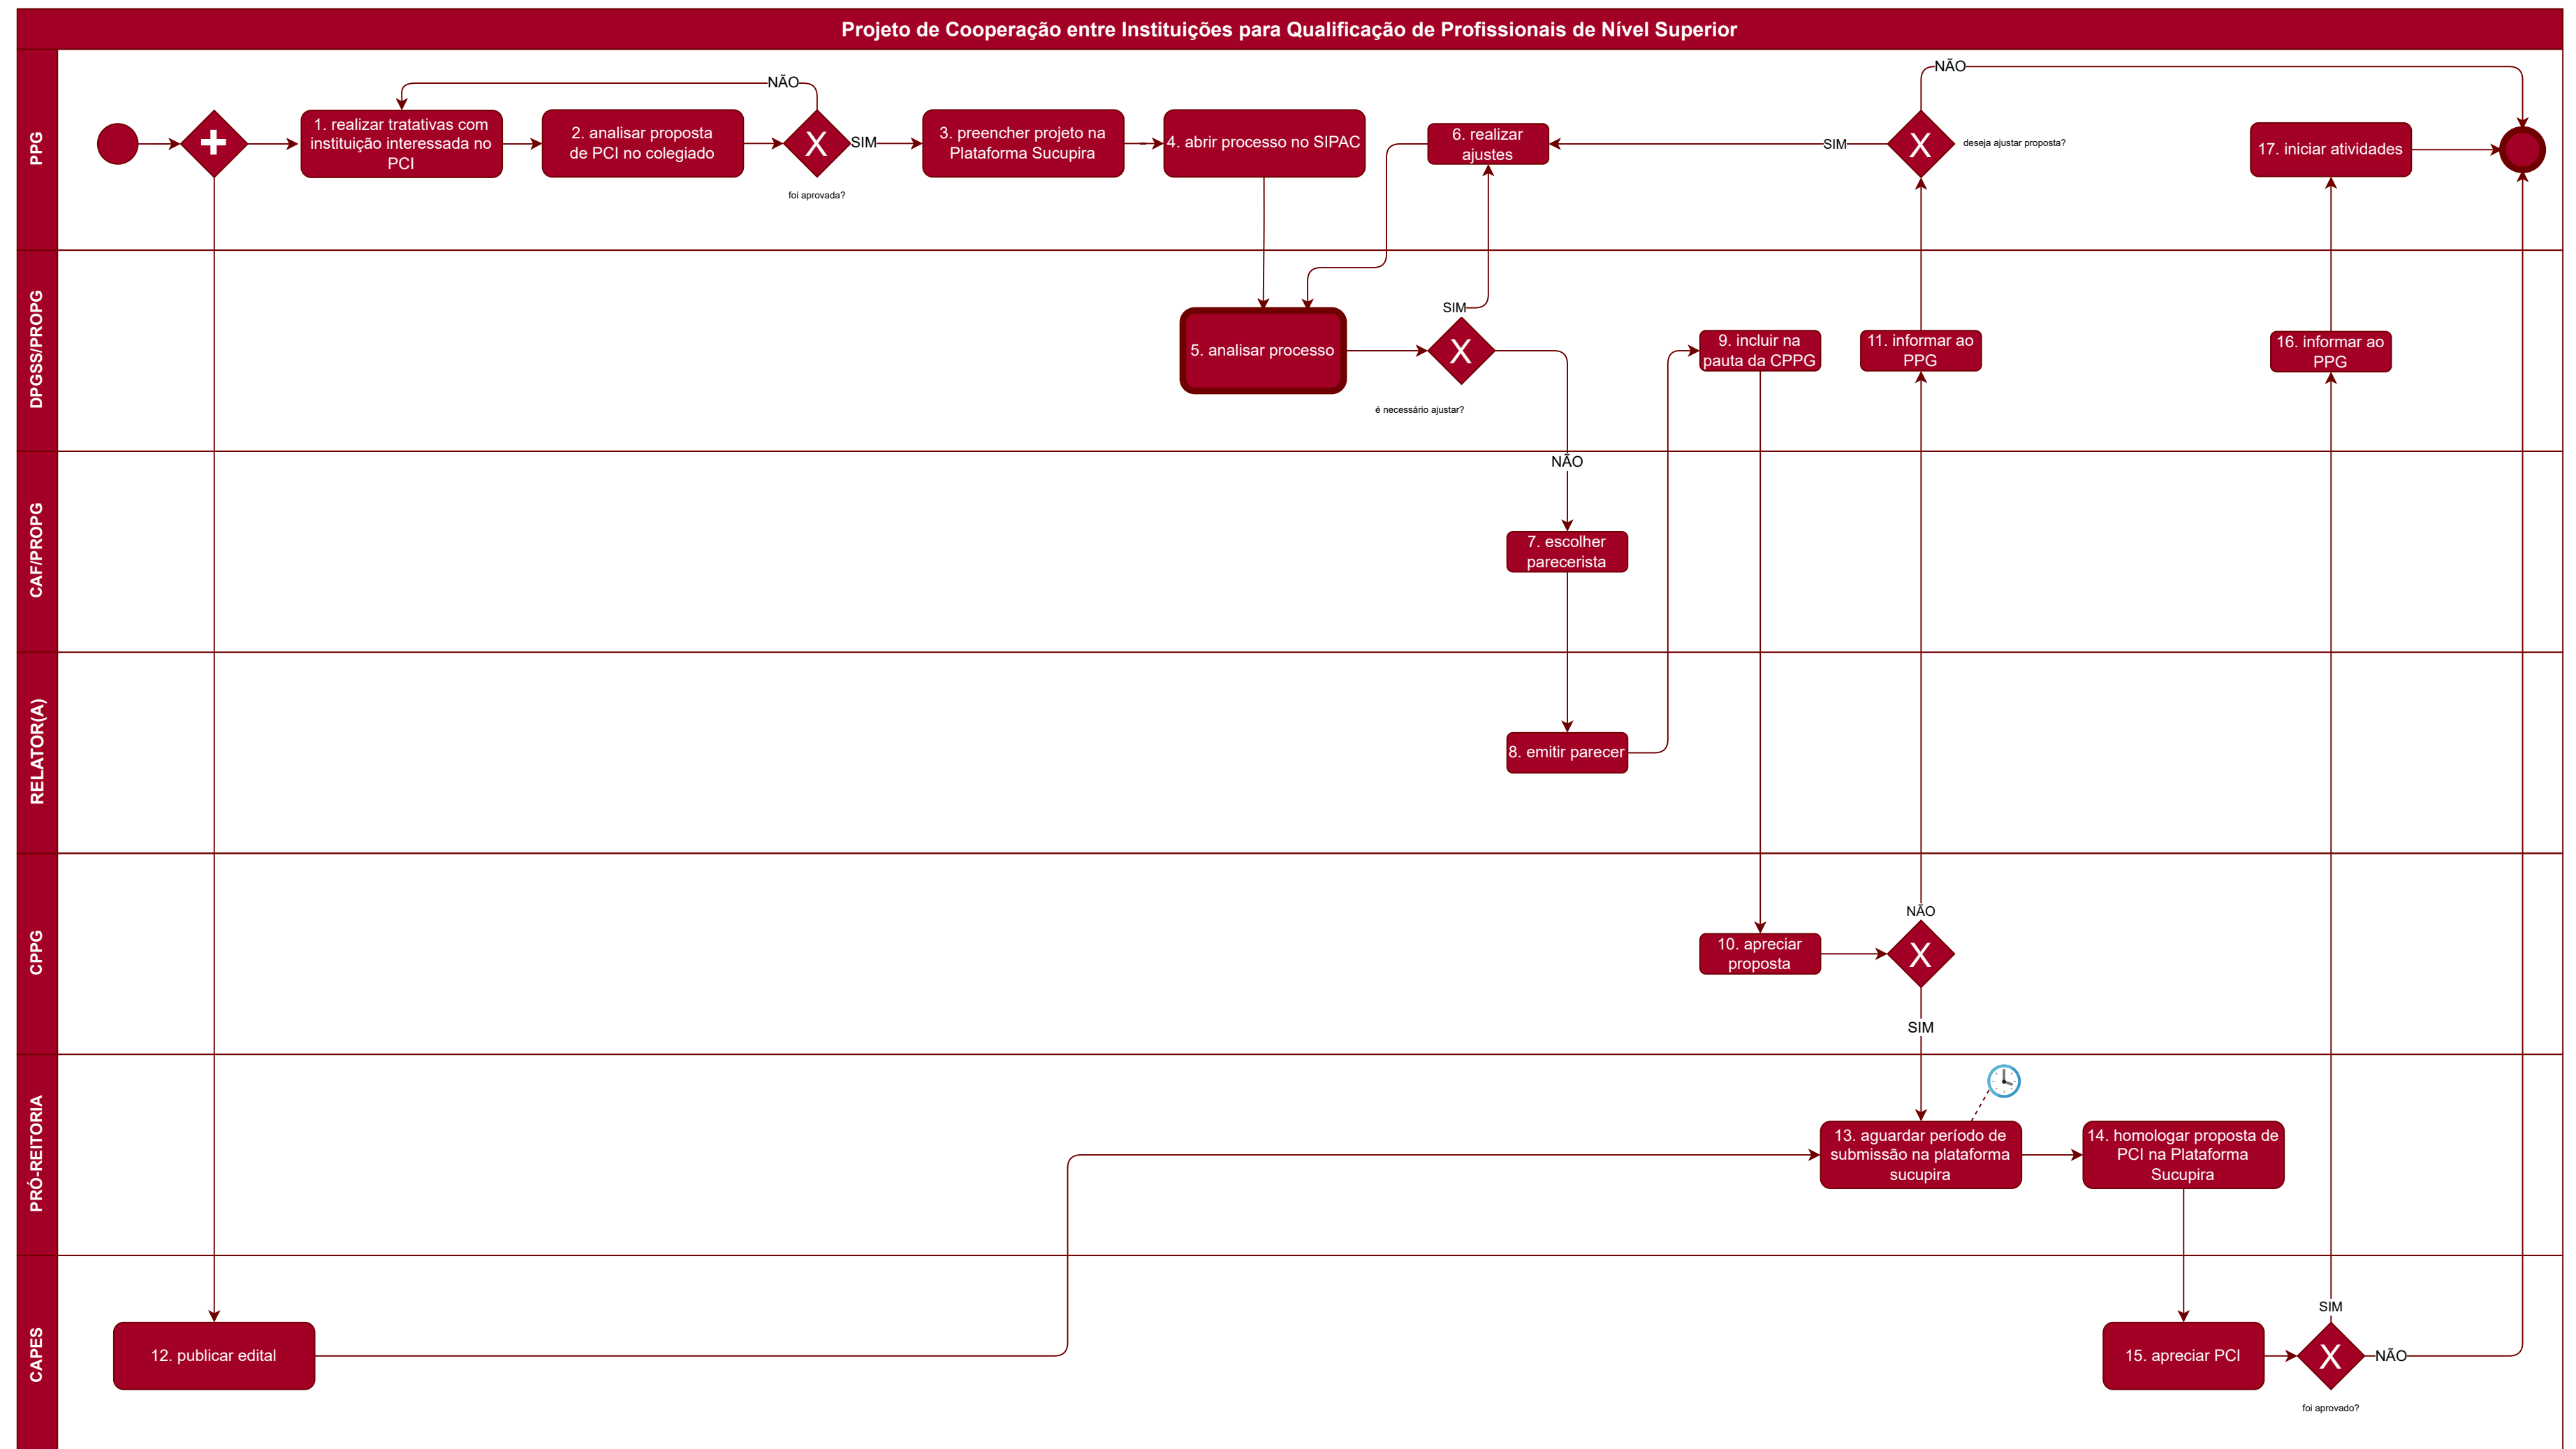 Projeto de Cooperação entre Instituições para Qualificação de Profissionais de Nível Superior
PPG
NÃO
1. realizar tratativas com
instituição interessada no
PCI
2. analisar proposta
de PCI no colegiado
X
SIM
foi aprovada?
3. preencher projeto na
Plataforma Sucupira
4. abrir processo no SIPAC
6. realizar
ajustes
SIM
NÃO
X
deseja ajustar proposta?
17. iniciar atividades
DPGSS/PROPG
5. analisar processo
SIM
X
é necessário ajustar?
9. incluir na
pauta da CPPG
11. informar ao
PPG
16. informar ao
PPG
CAF/PROPG
NÃO
7. escolher
parecerista
RELATOR(A)
8. emitir parecer
CPPG
10. apreciar
proposta
NÃO
X
SIM
PRÓ-REITORIA
13. aguardar período de
submissão na plataforma
sucupira
14. homologar proposta de
PCI na Plataforma
Sucupira
CAPES
12. publicar edital
15. apreciar PCI
SIM
X
NÃO
foi aprovado?